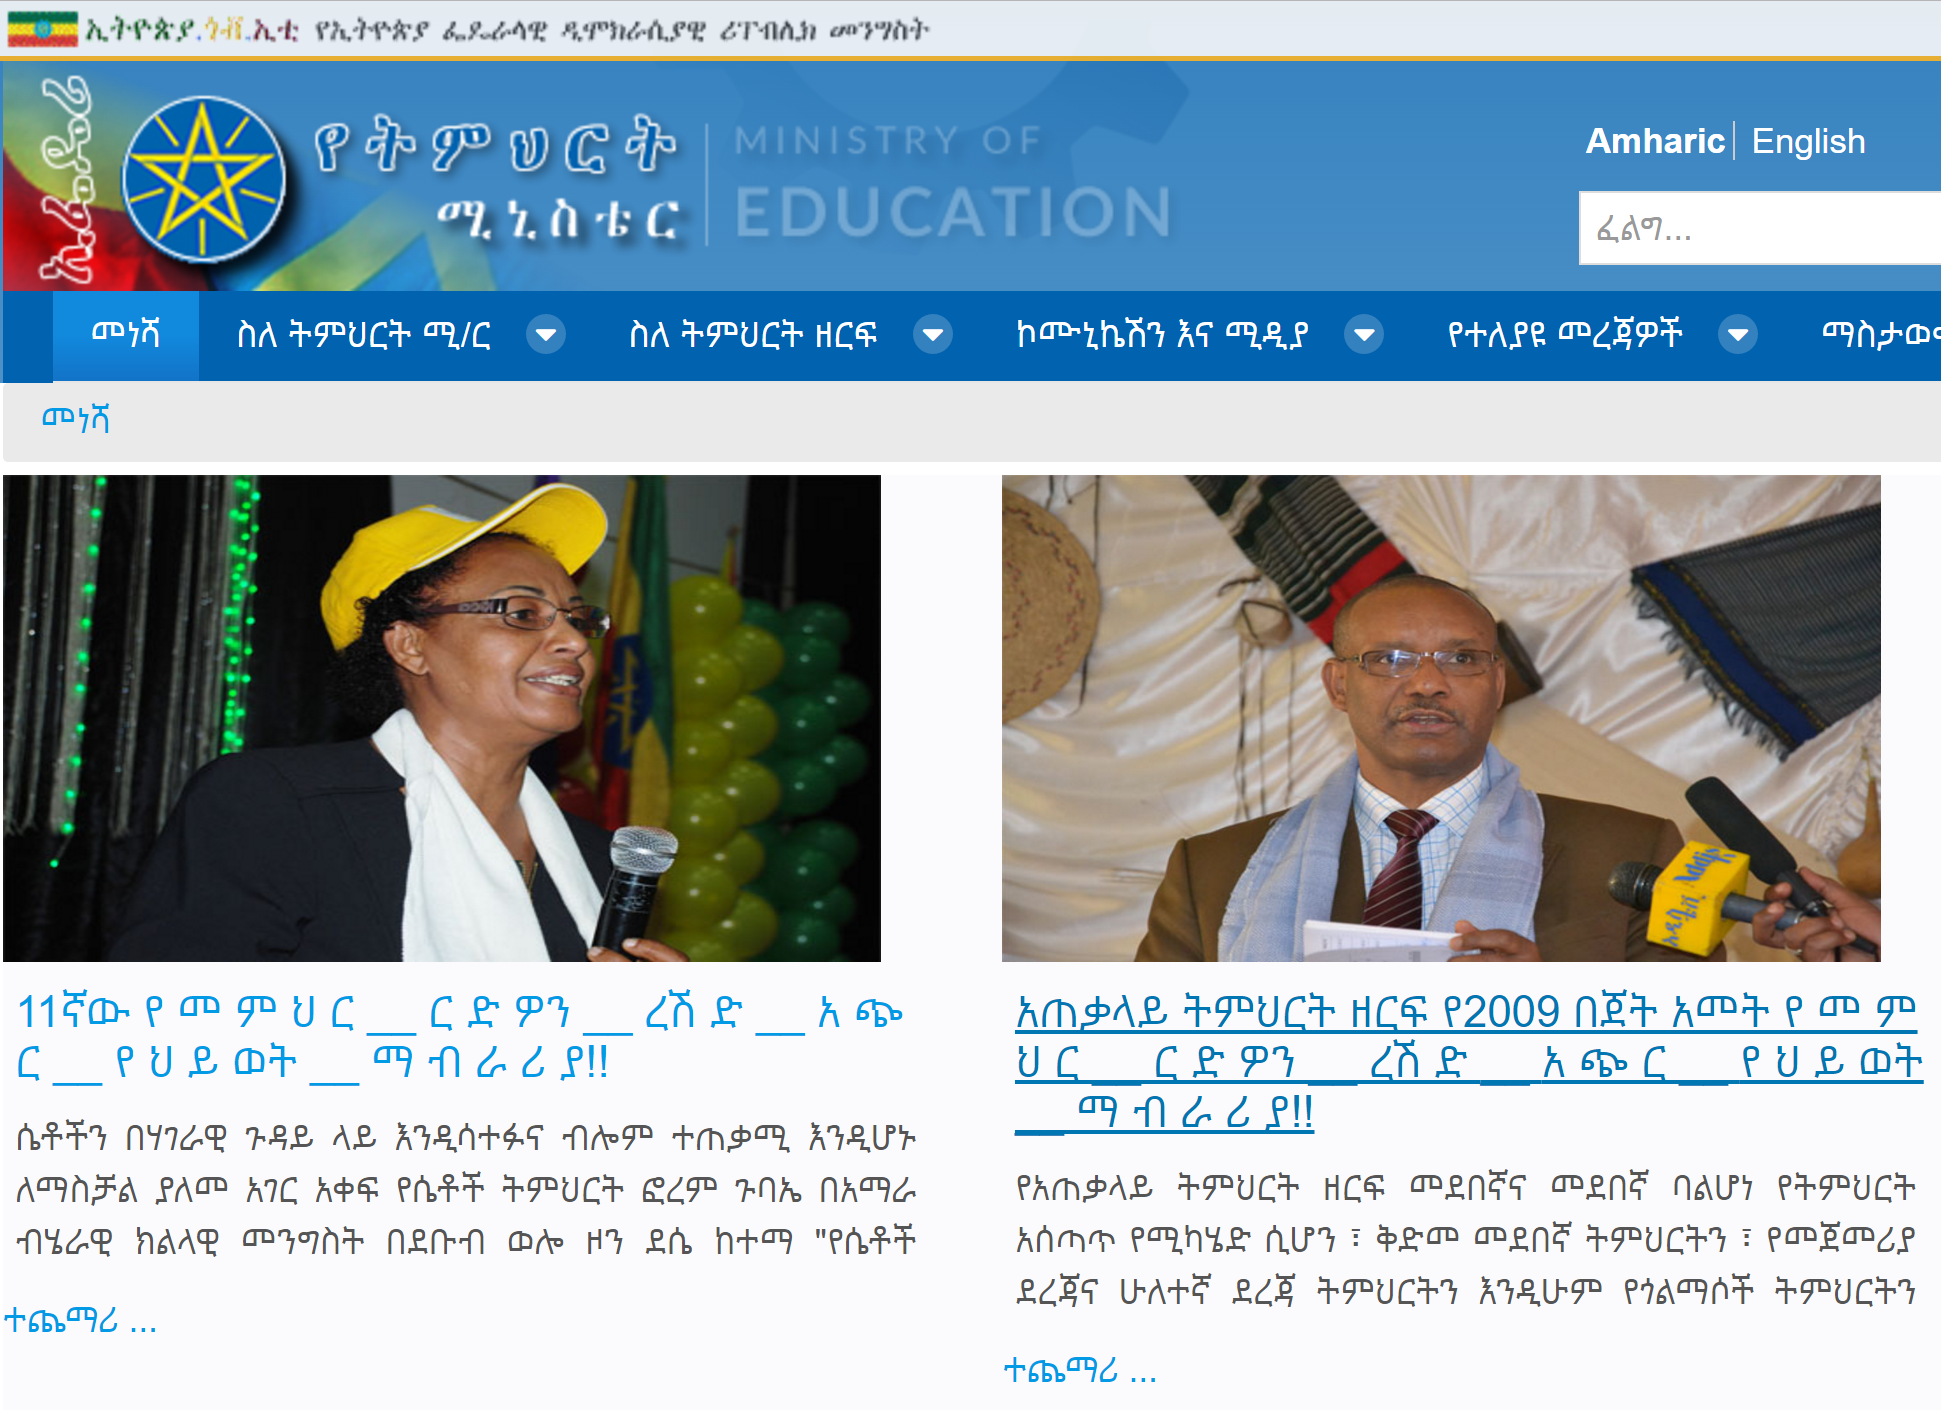 ኢትዮጵያ.ጎቭ.ኢቲ የኢትዮጵያ ፌዴራላዊ ዲሞክራሲያዊ ሪፐብሊክ መንግስት
ኢፌዴሪ
የትምህርት
ሚኒስቴር
MINISTRY OF
EDUCATION
Amharic English
ፈልግ...
መነሻ ስለ ትምህርት ሚ/ር ስለ ትምህርት ዘርፍ ኮሙኒኬሽን እና ሚዲያ የተለያዩ መረጃዎች
መነሻ
Addis
አዲስ
11ኛው የ መ ም ህ ር __ ር ድ ዎን __ ረሽ ድ __ አ ጭ
ር __ የ ህ ይ ወት __ ማ ብ ራ ሪ ያ!!
ሴቶችን በሃገራዊ ጉዳይ ላይ እንዲሳተፉና ብሎም ተጠቃሚ እንዲሆኑ
ለማስቻል ያለመ አገር አቀፍ የሴቶች ትምህርት ፎረም ጉባኤ በአማራ
ብሄራዊ ክልላዊ መንግስት በደቡብ ወሎ ዞን ደሴ ከተማ "የሴቶች
ተጨማሪ ...
አጠቃላይ ትምህርት ዘርፍ የ2009 በጀት አመት የ መ ም
ህ ር __ ር ድ ዎን __ ረሽ ድ __ አ ጭ ር __ የ ህ ይ ወት
__ ማ ብ ራ ሪ ያ!!
የአጠቃላይ ትምህርት ዘርፍ መደበኛና መደበኛ ባልሆነ የትምህርት
አሰጣጥ የሚካሄድ ሲሆን ፣ ቅድመ መደበኛ ትምህርትን ፣ የመጀመሪያ
ደረጃና ሁለተኛ ደረጃ ትምህርትን እንዲሁም የጎልማሶች ትምህርትን
ተጨማሪ ...